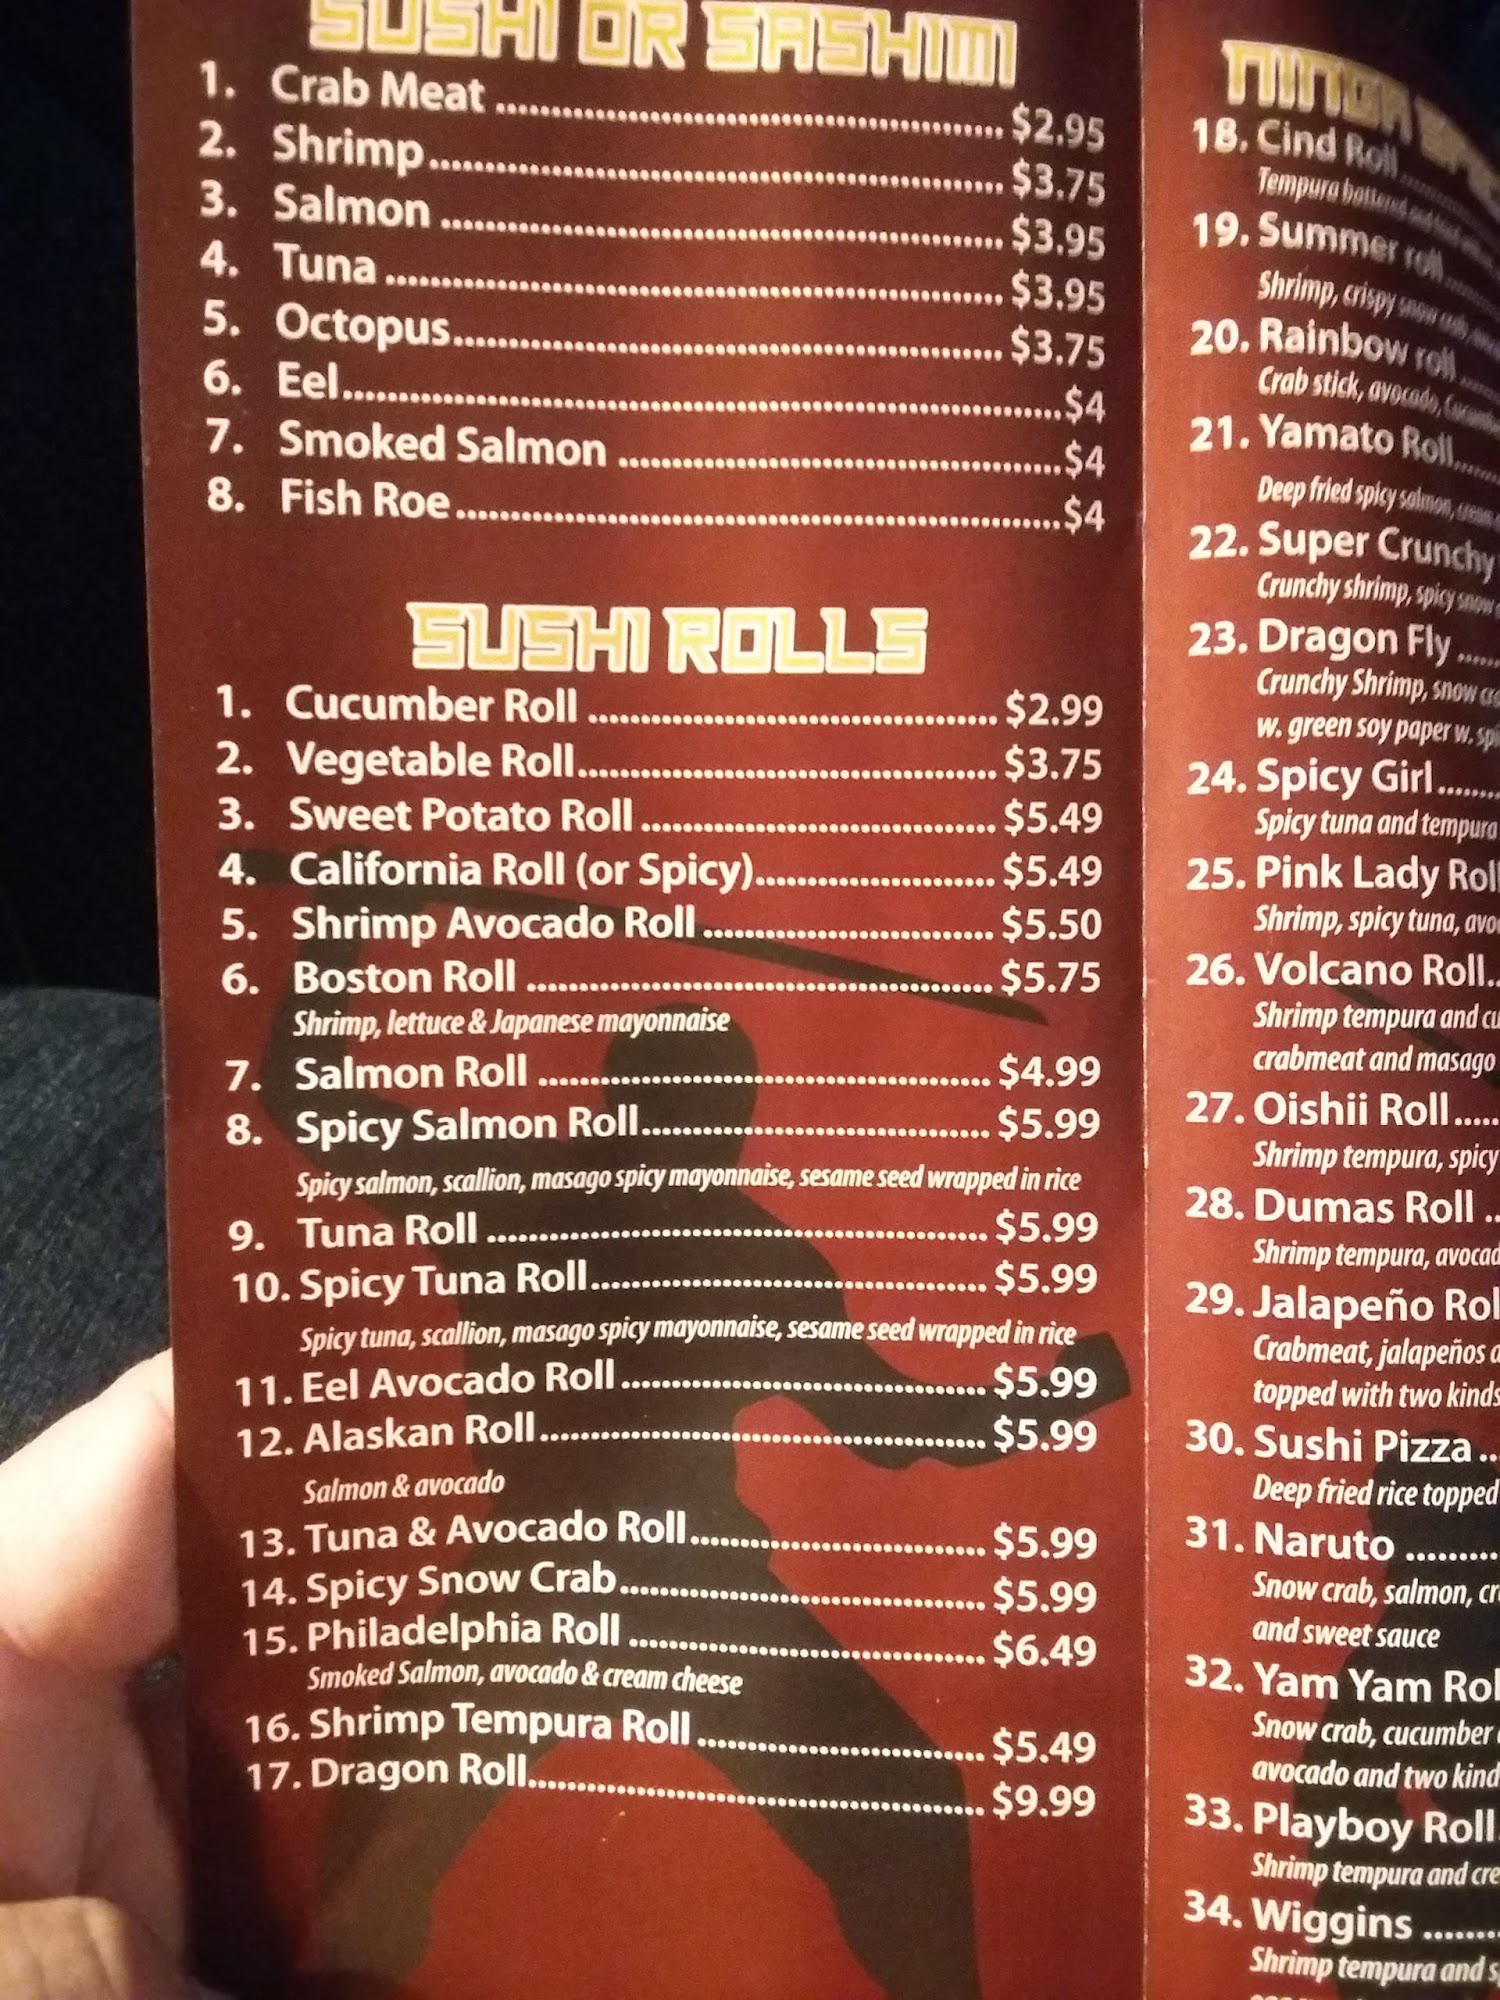 SUSHI OR SASHIMI
1. Crab Meat ........ $2.95
2. Shrimp ........ $3.75
3. Salmon ........ $3.95
4. Tuna ........ $3.95
5. Octopus ........ $3.75
6. Eel ........ $4
7. Smoked Salmon ........ $4
8. Fish Roe ........ $4
SUSHI ROLLS
1. Cucumber Roll ........ $2.99
2. Vegetable Roll ........ $3.75
3. Sweet Potato Roll ........ $5.49
4. California Roll (or Spicy) ........ $5.49
5. Shrimp Avocado Roll ........ $5.50
6. Boston Roll ........ $5.75
Shrimp, lettuce & Japanese mayonnaise
7. Salmon Roll ........ $4.99
8. Spicy Salmon Roll ........ $5.99
Spicy salmon, scallion, masago spicy mayonnaise, sesame seed wrapped in rice
9. Tuna Roll ........ $5.99
10. Spicy Tuna Roll ........ $5.99
Spicy tuna, scallion, masago spicy mayonnaise, sesame seed wrapped in rice
11. Eel Avocado Roll ........ $5.99
12. Alaskan Roll ........ $5.99
Salmon & avocado
13. Tuna & Avocado Roll ........ $5.99
14. Spicy Snow Crab ........ $5.99
15. Philadelphia Roll ........ $6.49
Smoked Salmon, avocado & cream cheese
16. Shrimp Tempura Roll ........ $5.49
17. Dragon Roll ........ $9.99
NINGA
18. Cind Roll
Tempura battered and
19. Summer roll
Shrimp, crispy snow
20. Rainbow roll
Crab stick, avocado,
21. Yamato Roll
Deep fried spicy salmon,
22. Super Crunchy
Crunchy shrimp, spicy snow
23. Dragon Fly
Crunchy Shrimp, snow
w. green soy paper w.
24. Spicy Girl
Spicy tuna and tempura
25. Pink Lady Roll
Shrimp, spicy tuna,
26. Volcano Roll
Shrimp tempura and
crabmeat and masago
27. Oishii Roll
Shrimp tempura, spicy
28. Dumas Roll
Shrimp tempura,
29. Jalapeño
Crabmeat, jalapeños
topped with two kinds
30. Sushi Pizza
Deep fried rice topped
31. Naruto
Snow crab, salmon,
and sweet sauce
32. Yam Yam
Snow crab, cucumber
avocado and two
33. Playboy Roll
Shrimp tempura and
34. Wiggins
Shrimp tempura and